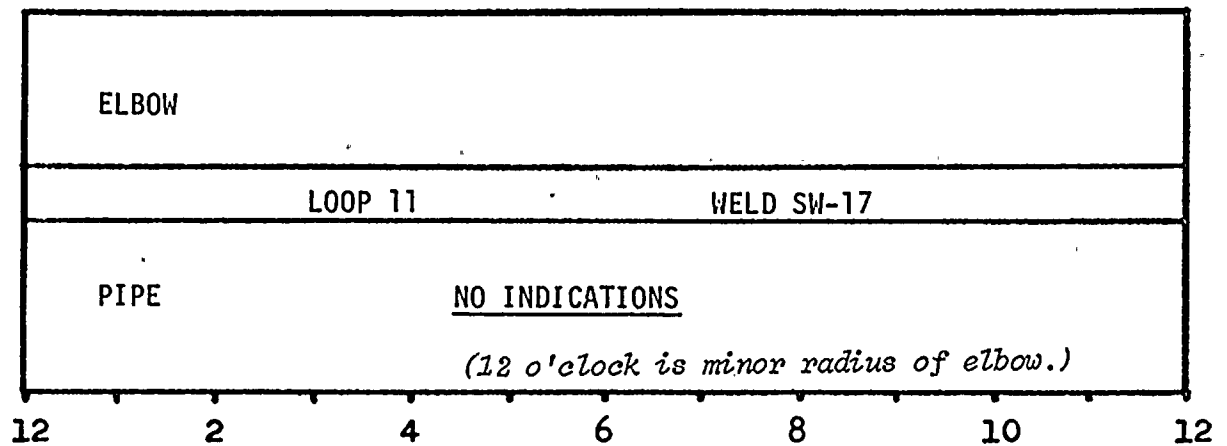 ELBOW
LOOP 11 WELD SW-17
PIPE NO INDICATIONS
(12 o'clock is minor radius of elbow.)
12 2 4 6 8 10 12